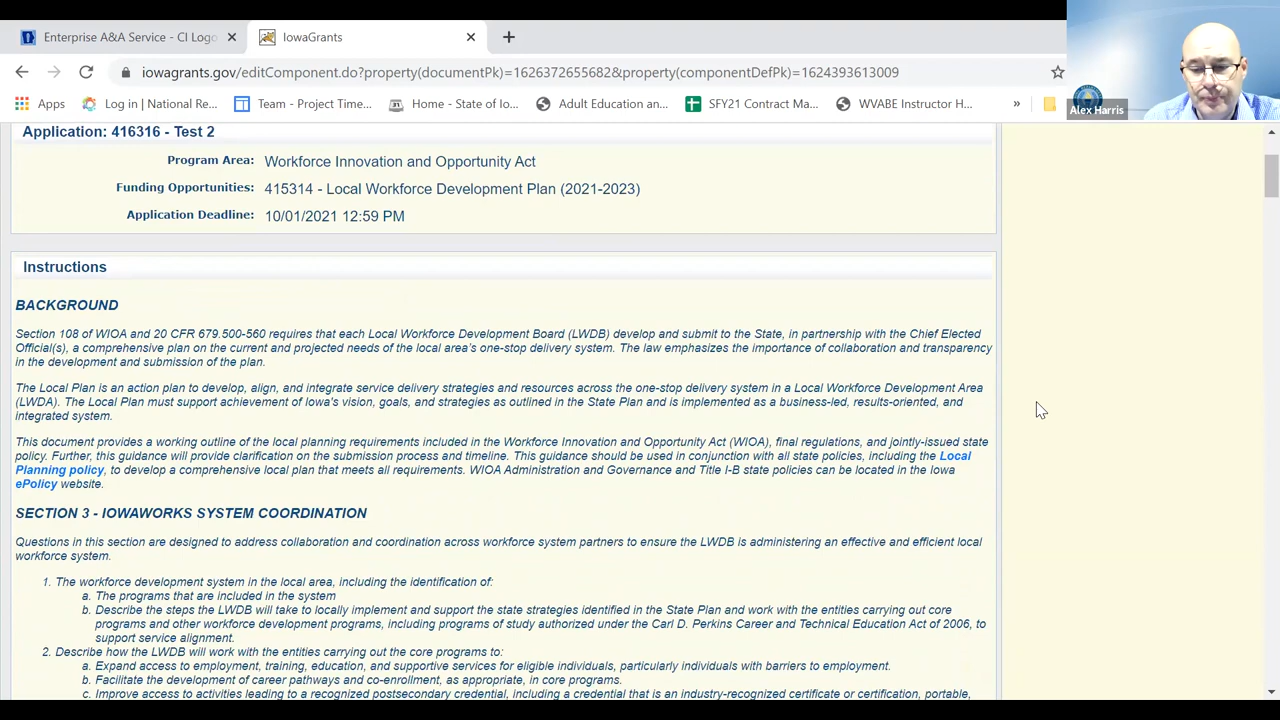 Enterprise A&A Service - CI Logo
IowaGrants
iowagrants.gov/editComponent.do?property(documentPk)=1626372655682&property(componentDefPk)=1624393613009
Apps
Log in | National Re...
Team - Project Time...
Home - State of Io...
Adult Education an...
SFY21 Contract Ma...
WVABE Instructor H...
»
Alex Harris
Application: 416316 - Test 2
Program Area: Workforce Innovation and Opportunity Act
Funding Opportunities: 415314 - Local Workforce Development Plan (2021-2023)
Application Deadline: 10/01/2021 12:59 PM
Instructions
BACKGROUND
Section 108 of WIOA and 20 CFR 679.500-560 requires that each Local Workforce Development Board (LWDB) develop and submit to the State, in partnership with the Chief Elected
Official(s), a comprehensive plan on the current and projected needs of the local area's one-stop delivery system. The law emphasizes the importance of collaboration and transparency
in the development and submission of the plan.
The Local Plan is an action plan to develop, align, and integrate service delivery strategies and resources across the one-stop delivery system in a Local Workforce Development Area
(LWDA). The Local Plan must support achievement of Iowa's vision, goals, and strategies as outlined in the State Plan and is implemented as a business-led, results-oriented, and
integrated system.
This document provides a working outline of the local planning requirements included in the Workforce Innovation and Opportunity Act (WIOA), final regulations, and jointly-issued state
policy. Further, this guidance will provide clarification on the submission process and timeline. This guidance should be used in conjunction with all state policies, including the Local
Planning policy, to develop a comprehensive local plan that meets all requirements. WIOA Administration and Governance and Title I-B state policies can be located in the Iowa
ePolicy website.
SECTION 3 - IOWAWORKS SYSTEM COORDINATION
Questions in this section are designed to address collaboration and coordination across workforce system partners to ensure the LWDB is administering an effective and efficient local
workforce system.
1. The workforce development system in the local area, including the identification of:
a. The programs that are included in the system
b. Describe the steps the LWDB will take to locally implement and support the state strategies identified in the State Plan and work with the entities carrying out core
programs and other workforce development programs, including programs of study authorized under the Carl D. Perkins Career and Technical Education Act of 2006, to
support service alignment.
2. Describe how the LWDB will work with the entities carrying out the core programs to:
a. Expand access to employment, training, education, and supportive services for eligible individuals, particularly individuals with barriers to employment.
b. Facilitate the development of career pathways and co-enrollment, as appropriate, in core programs.
c. Improve access to activities leading to a recognized postsecondary credential, including a credential that is an industry-recognized certificate or certification, portable,